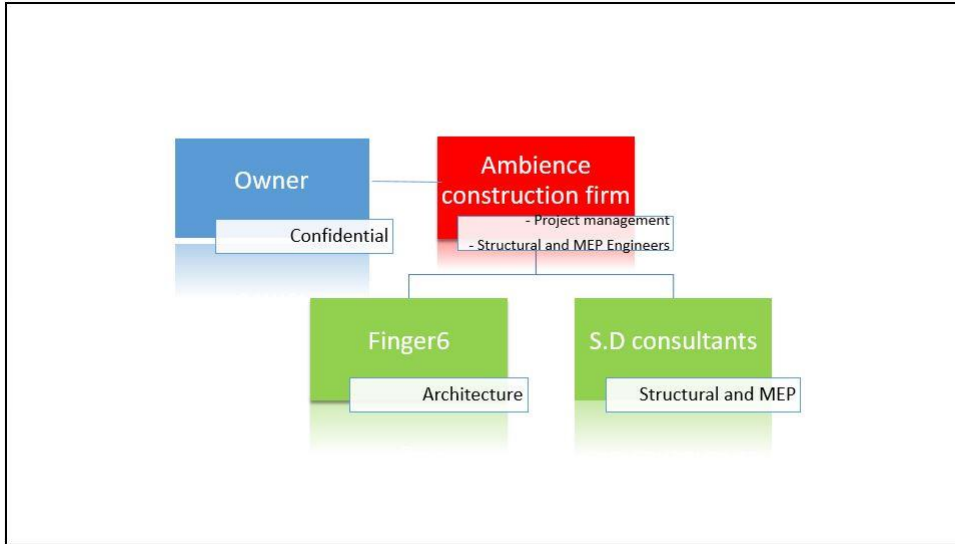 Owner
Confidential
Ambience
construction firm
- Project management
- Structural and MEP Engineers
Finger6
Architecture
S.D consultants
Structural and MEP